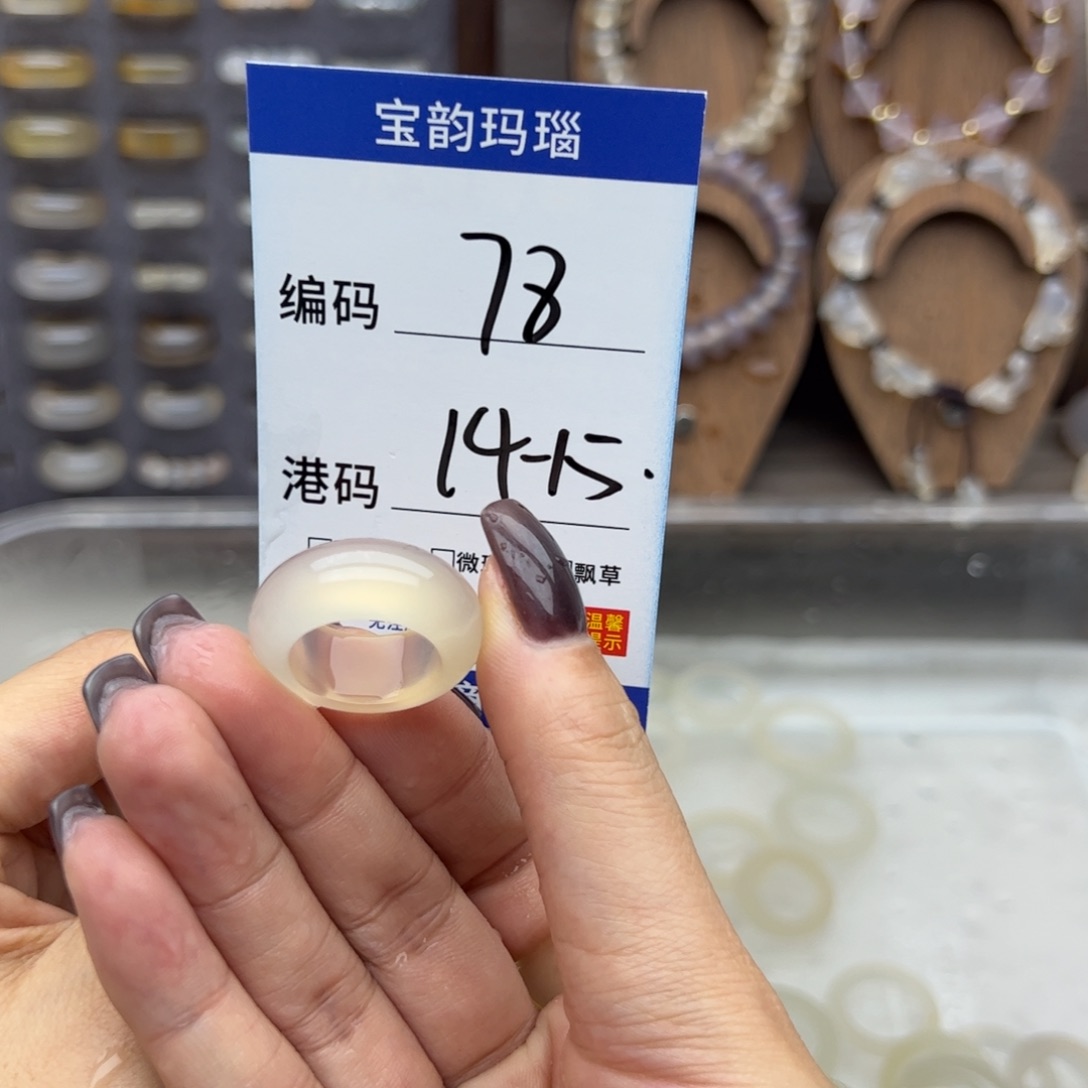 宝韵玛瑙
编码 78
港码 14-15.
□ □微 飘草
温馨
提示